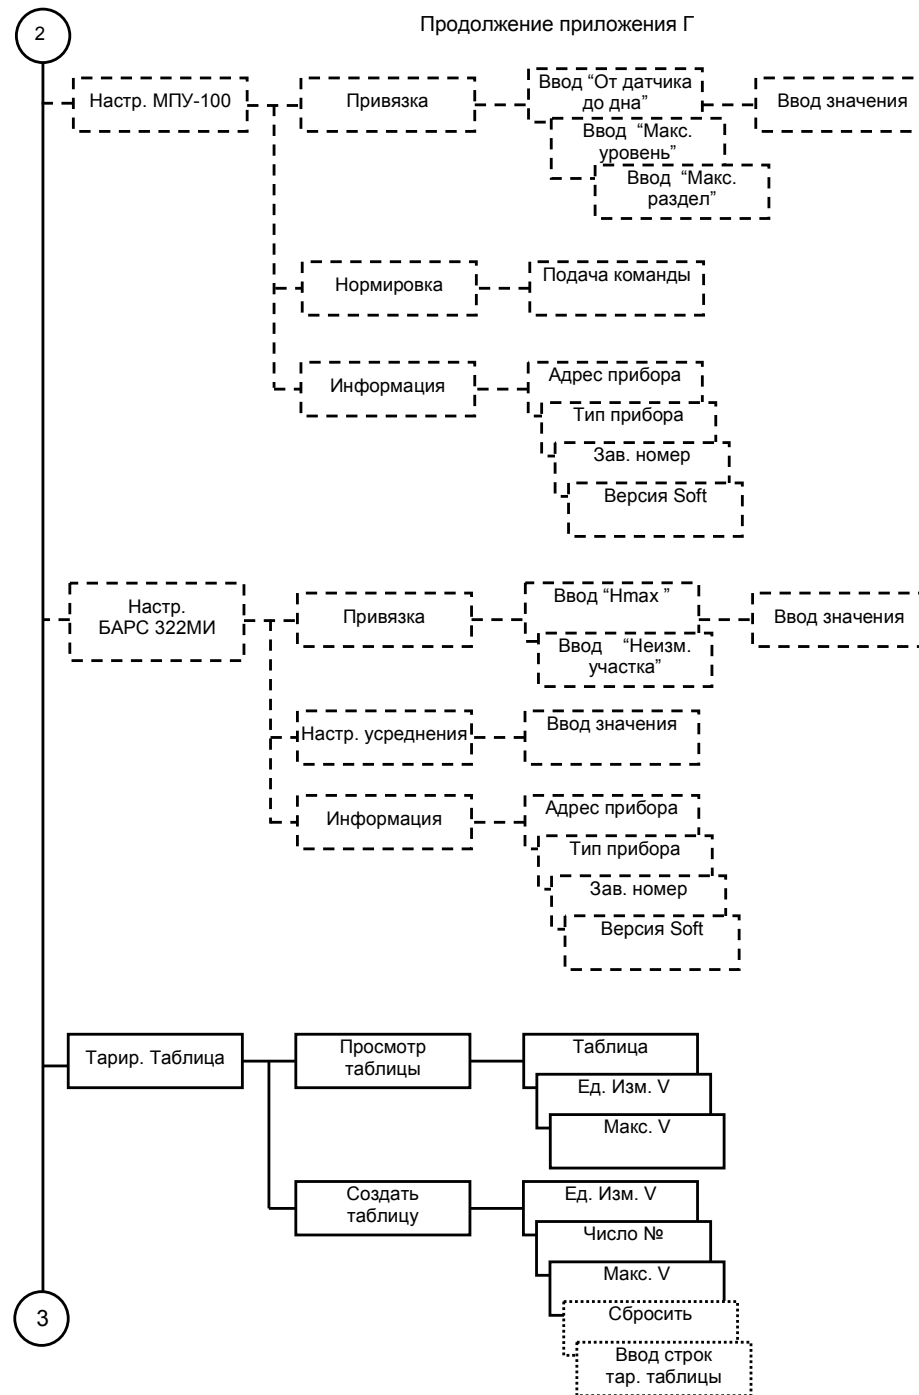 Продолжение приложения Г
2
Настр. МПУ-100
Привязка
Ввод “От датчика
до дна”
Ввод значения
Ввод “Макс.
уровень”
Ввод “Макс.
раздел”
Нормировка
Подача команды
Информация
Адрес прибора
Тип прибора
Зав. номер
Версия Soft
Настр.
БАРС 322МИ
Привязка
Ввод “Hmax ”
Ввод значения
Ввод “Неизм.
участка”
Настр. усреднения
Ввод значения
Информация
Адрес прибора
Тип прибора
Зав. номер
Версия Soft
Тарир. Таблица
Просмотр
таблицы
Таблица
Ед. Изм. V
Макс. V
Создать
таблицу
Ед. Изм. V
Число №
Макс. V
Сбросить
Ввод строк
тар. таблицы
3